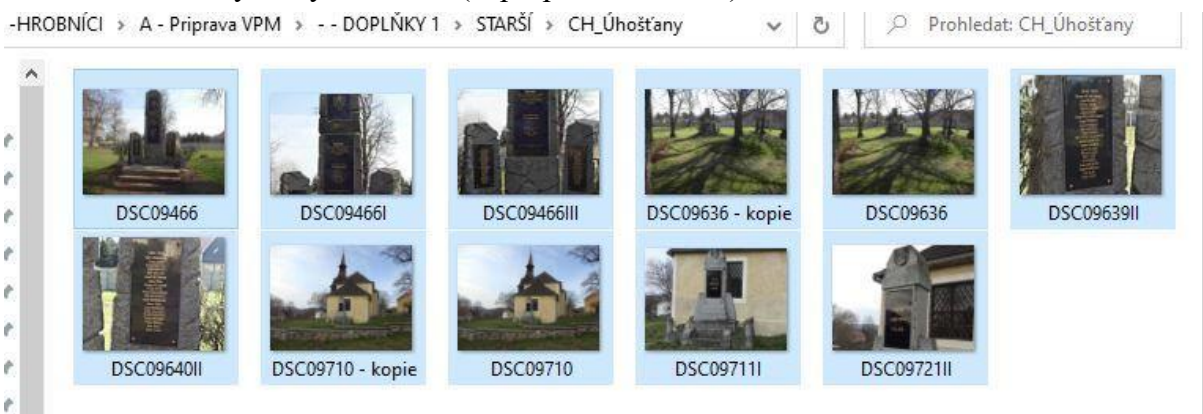 -HROBNÍCI > A - Priprava VPM > - - DOPLŇKY 1 > STARŠÍ > CH_Úhošťany
Prohledat: CH_Úhošťany
DSC09466 DSC09466I DSC09466III DSC09636 - kopie DSC09636 DSC09639II
DSC09640II DSC09710 - kopie DSC09710 DSC09711I DSC09721II